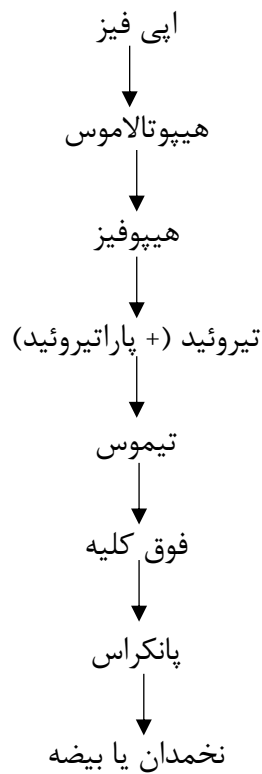 اپی فیز
هیپوتالاموس
هیپوفیز
تیروئید (+ پاراتیروئید)
تیموس
فوق کلیه
پانکراس
نخمدان یا بیضه